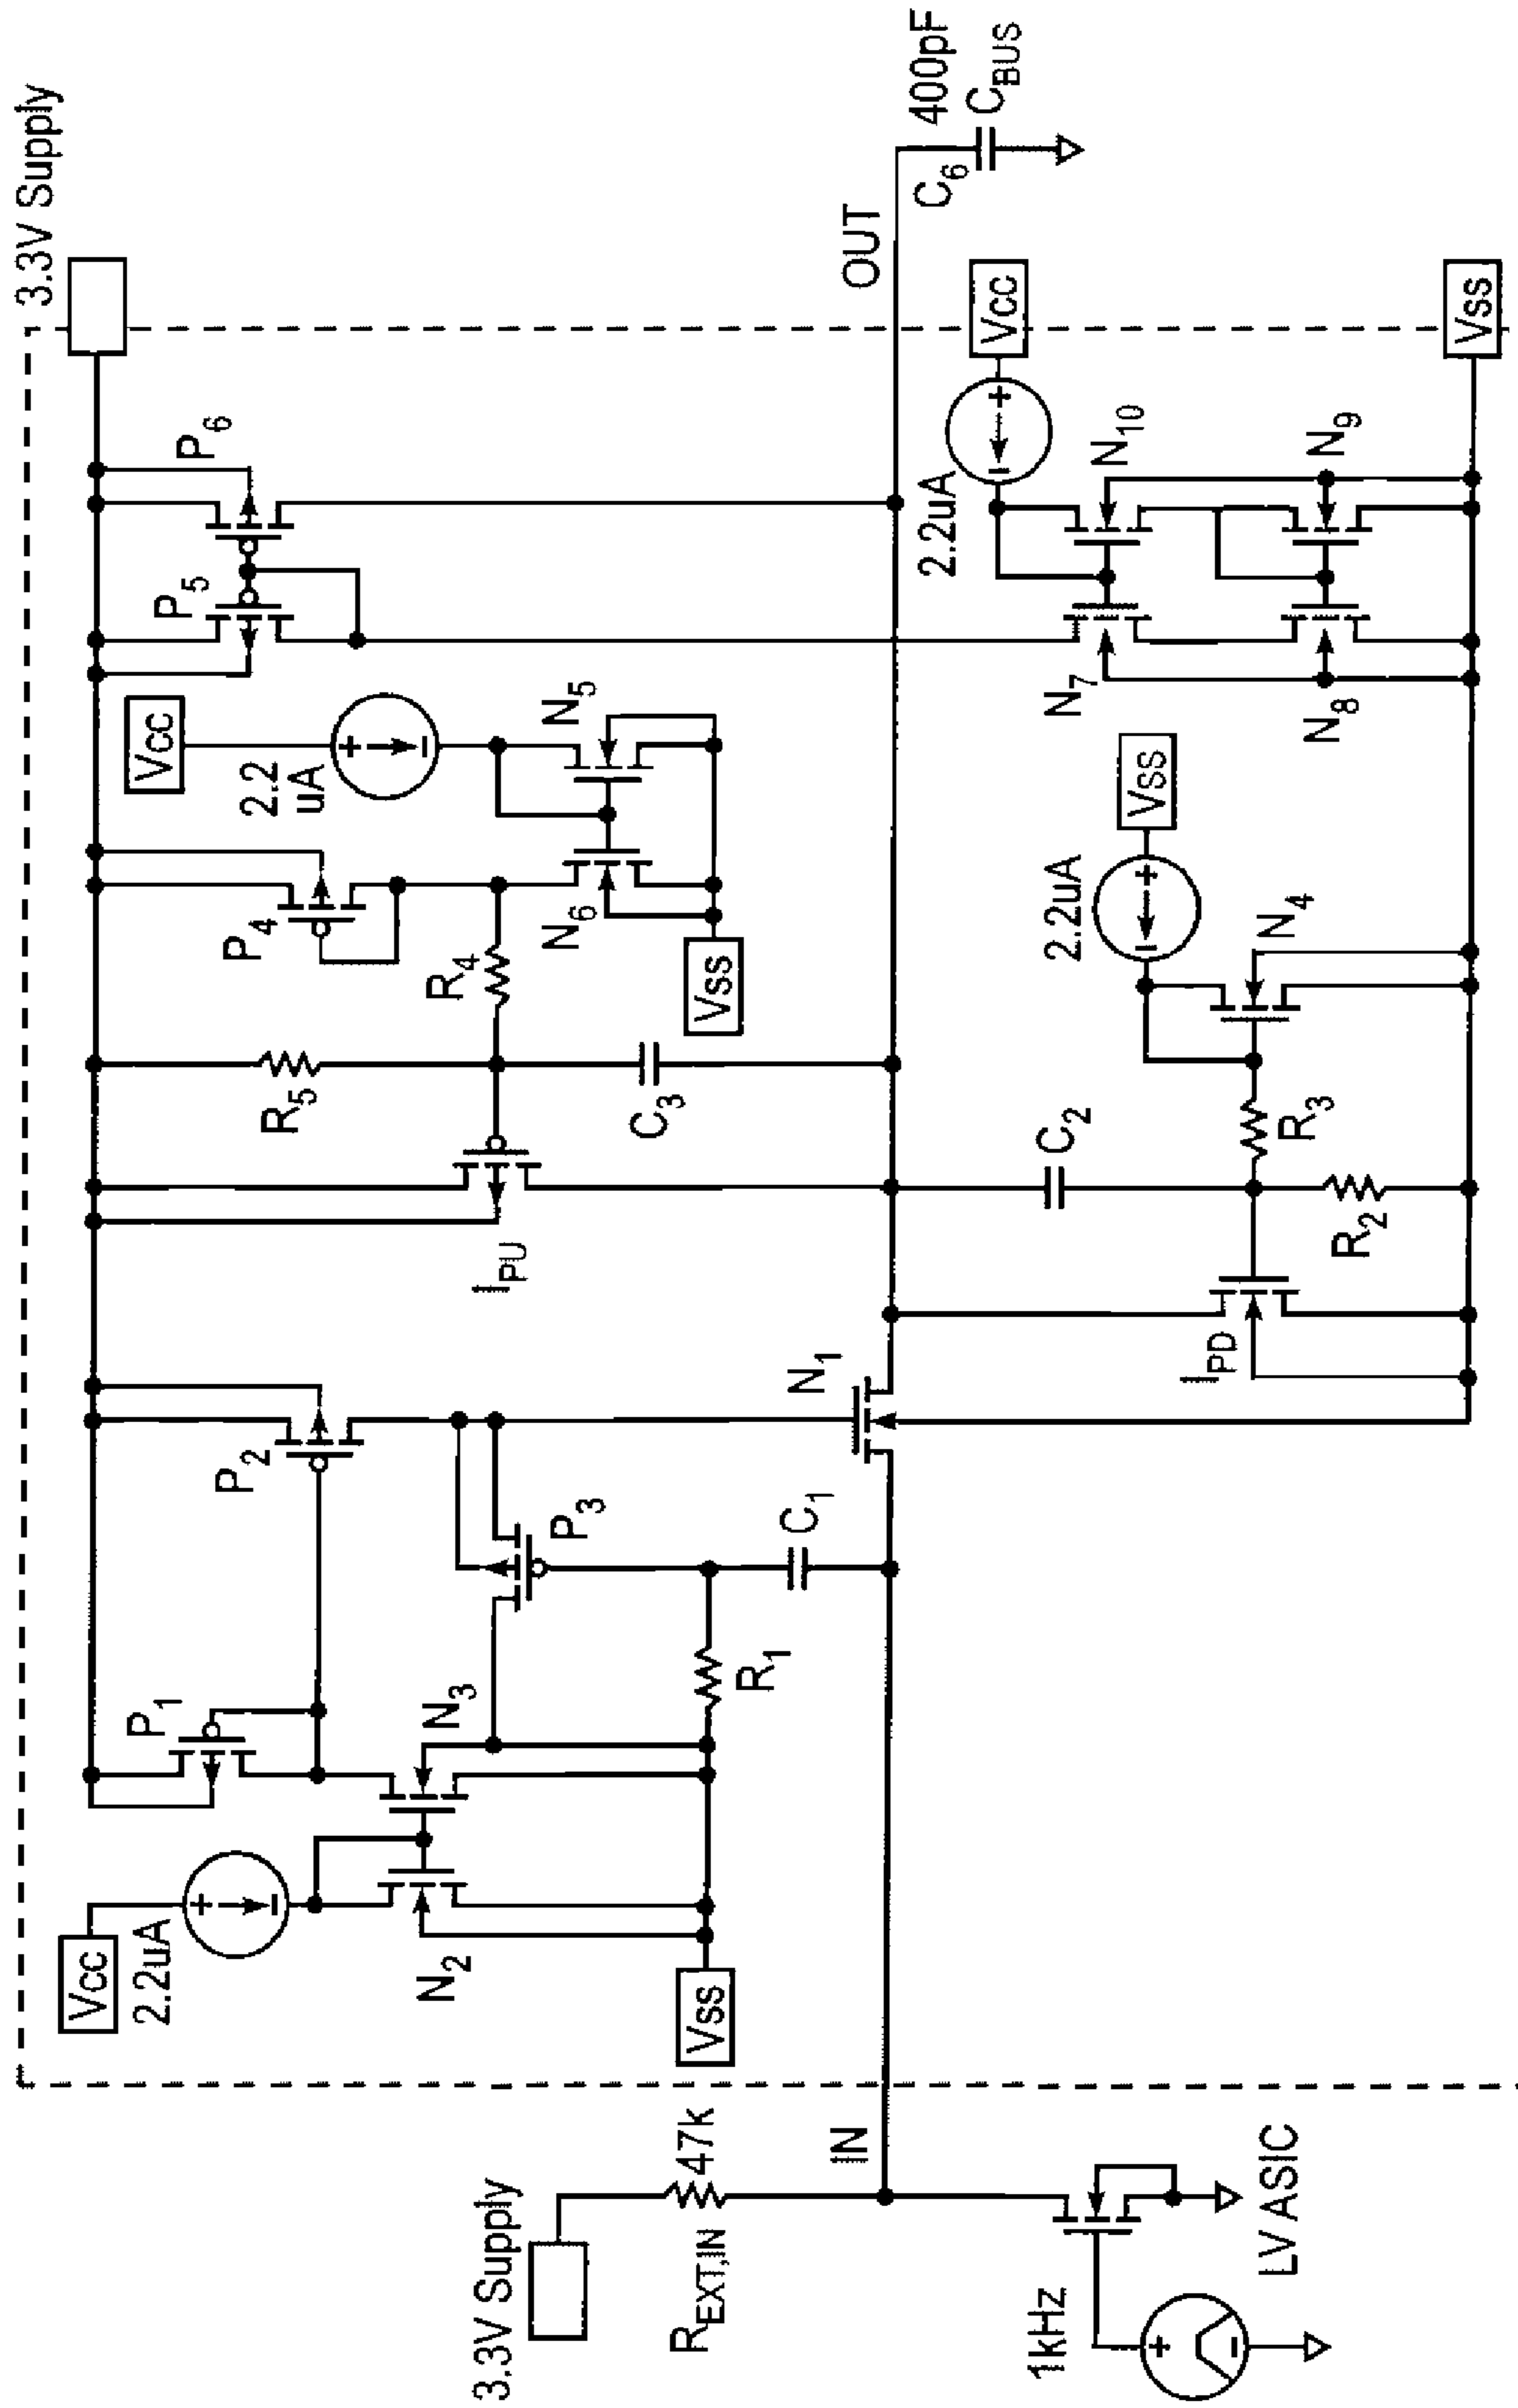 3.3V Supply
P6
P5
Vcc
2.2
uA
P4
N5
N6
R4
Vss
R5
C3
IPU
P2
P1
P3
N3
N2
R1
C1
Vcc
2.2uA
Vss
N1
OUT
C6
400pF
CBUS
Vcc
2.2uA
N10
N9
N7
N8
Vss
2.2uA
N4
C2
R3
R2
IPD
Vss
3.3V Supply
REXT,IN
47k
IN
1kHz
LV ASIC